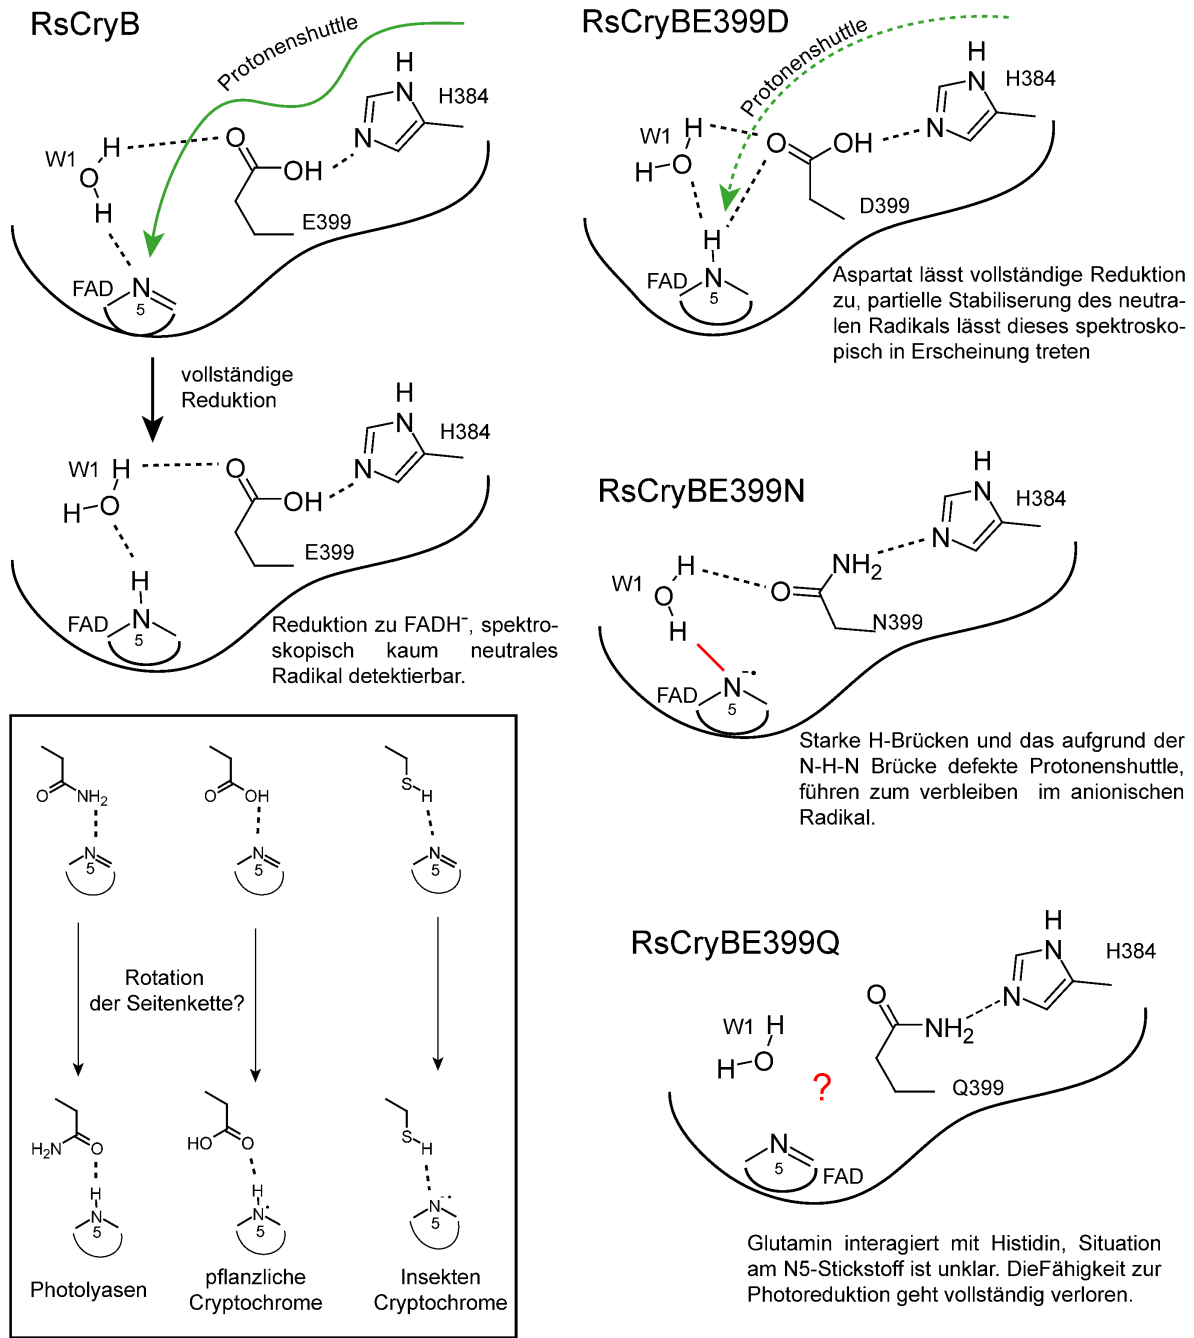 RsCryB
Protonenshuttle
H
N
H384
N
W1
H
O
H
O
OH
E399
FAD
N
5
vollständige
Reduktion
H
N
H384
N
W1
H
H
O
O
OH
E399
H
FAD
N
5
Reduktion zu FADH⁻, spektro-
skopisch kaum neutrales
Radikal detektierbar.
RsCryBE399D
Protonenshuttle
H
N
H384
N
W1
H
H
O
O
OH
D399
H
FAD
N
5
Aspartat lässt vollständige Reduktion
zu, partielle Stabiliserung des neutra-
len Radikals lässt dieses spektrosko-
pisch in Erscheinung treten
RsCryBE399N
H
N
H384
N
W1
H
O
H
O
NH2
N399
FAD
N⁻•
5
Starke H-Brücken und das aufgrund der
N-H-N Brücke defekte Protonenshuttle,
führen zum verbleiben im anionischen
Radikal.
RsCryBE399Q
H
N
H384
N
W1
H
H
O
O
NH2
?
Q399
N
5
FAD
Glutamin interagiert mit Histidin, Situation
am N5-Stickstoff ist unklar. DieFähigkeit zur
Photoreduktion geht vollständig verloren.
O
NH2
N
5
O
OH
N
5
S
H
N
5
Rotation
der Seitenkette?
H2N
O
H
N
5
HO
O
H
N•
5
S
H
N⁻•
5
Photolyasen
pflanzliche
Cryptochrome
Insekten
Cryptochrome